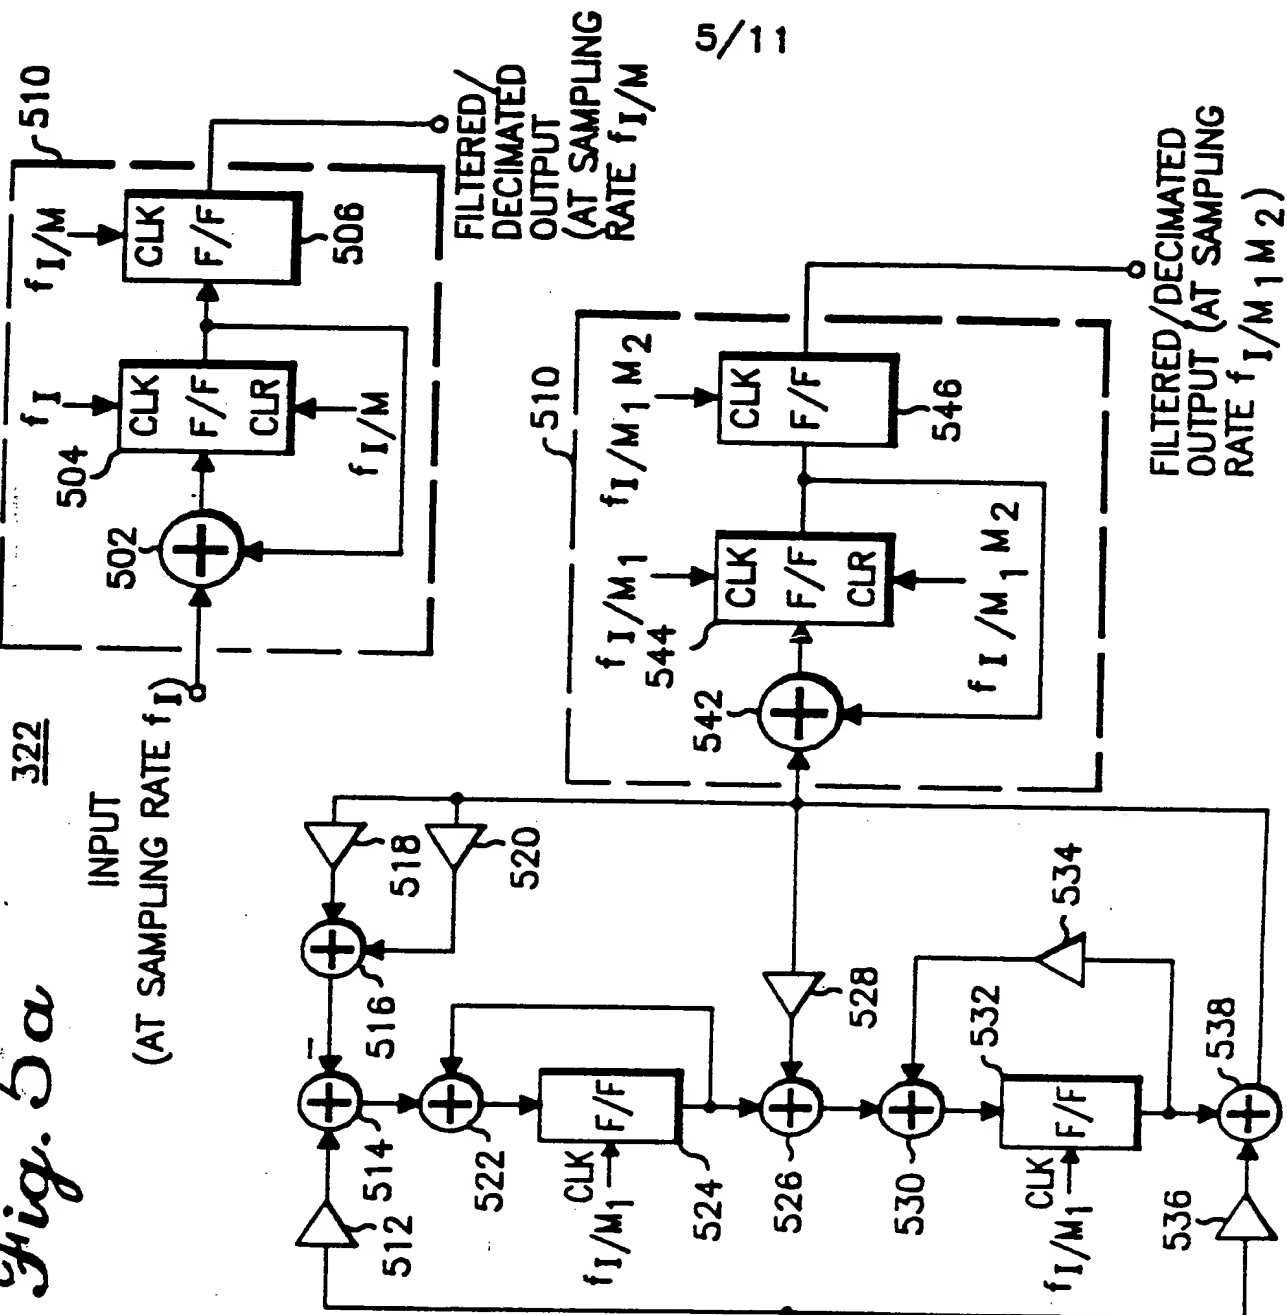 5/11
Fig. 5a
322
INPUT
(AT SAMPLING RATE fI)
510
fI
fI/M
504
CLK
F/F
CLR
CLK
F/F
506
502
+
fI/M
FILTERED/
DECIMATED
OUTPUT
(AT SAMPLING
RATE fI/M
518
520
+
516
−
+
514
512
+
522
F/F
CLK
fI/M1
524
528
+
526
+
530
534
532
F/F
CLK
fI/M1
+
538
536
510
fI/M1
fI/M1M2
544
CLK
F/F
CLR
CLK
F/F
546
542
+
fI/M1M2
FILTERED/DECIMATED
OUTPUT (AT SAMPLING
RATE fI/M1M2)